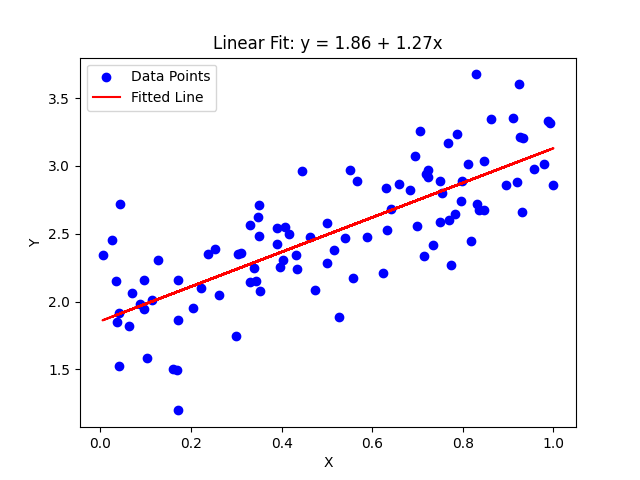 Linear Fit: y = 1.86 + 1.27x
Data Points
Fitted Line
3.5
3.0
2.5
2.0
1.5
Y
0.0 0.2 0.4 0.6 0.8 1.0
X